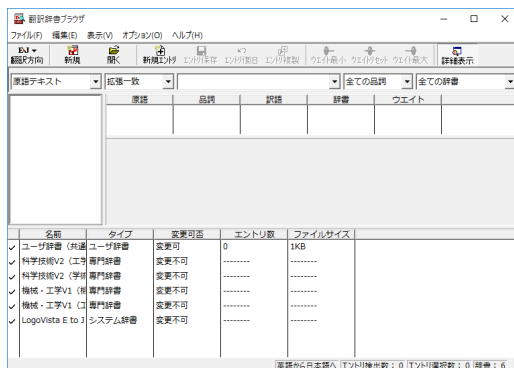 翻訳辞書ブラウザ
ファイル(F) 編集(E) 表示(V) オプション(O) ヘルプ(H)
EJ
翻訳方向 新規 開く 新規エントリ エントリ保存 エントリ復旧 エントリ複製 ウエイト最小 ウエイトセット ウエイト最大 詳細表示
原語テキスト 拡張一致 全ての品詞 全ての辞書
原語 品詞 訳語 辞書 ウエイト
名前 タイプ 変更可否 エントリ数 ファイルサイズ
ユーザ辞書（共通 ユーザ辞書 変更可 0 1KB
科学技術V2（工学 専門辞書 変更不可 -------- --------
科学技術V2（学術 専門辞書 変更不可 -------- --------
機械・工学V1（機 専門辞書 変更不可 -------- --------
機械・工学V1（工 専門辞書 変更不可 -------- --------
LogoVista E to J システム辞書 変更不可 -------- --------
英語から日本語へ エントリ検出数： 0 エントリ選択数： 0 辞書： 6